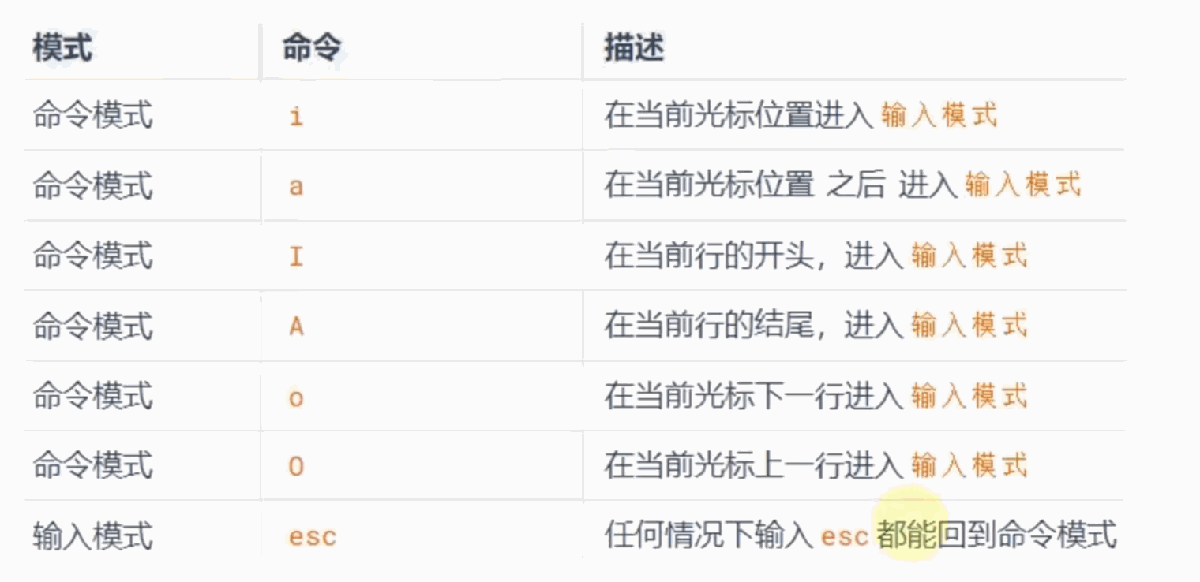 模式 命令 描述
命令模式 i 在当前光标位置进入 输入模式
命令模式 a 在当前光标位置 之后 进入 输入模式
命令模式 I 在当前行的开头，进入 输入模式
命令模式 A 在当前行的结尾，进入 输入模式
命令模式 o 在当前光标下一行进入 输入模式
命令模式 O 在当前光标上一行进入 输入模式
输入模式 esc 任何情况下输入 esc 都能回到命令模式